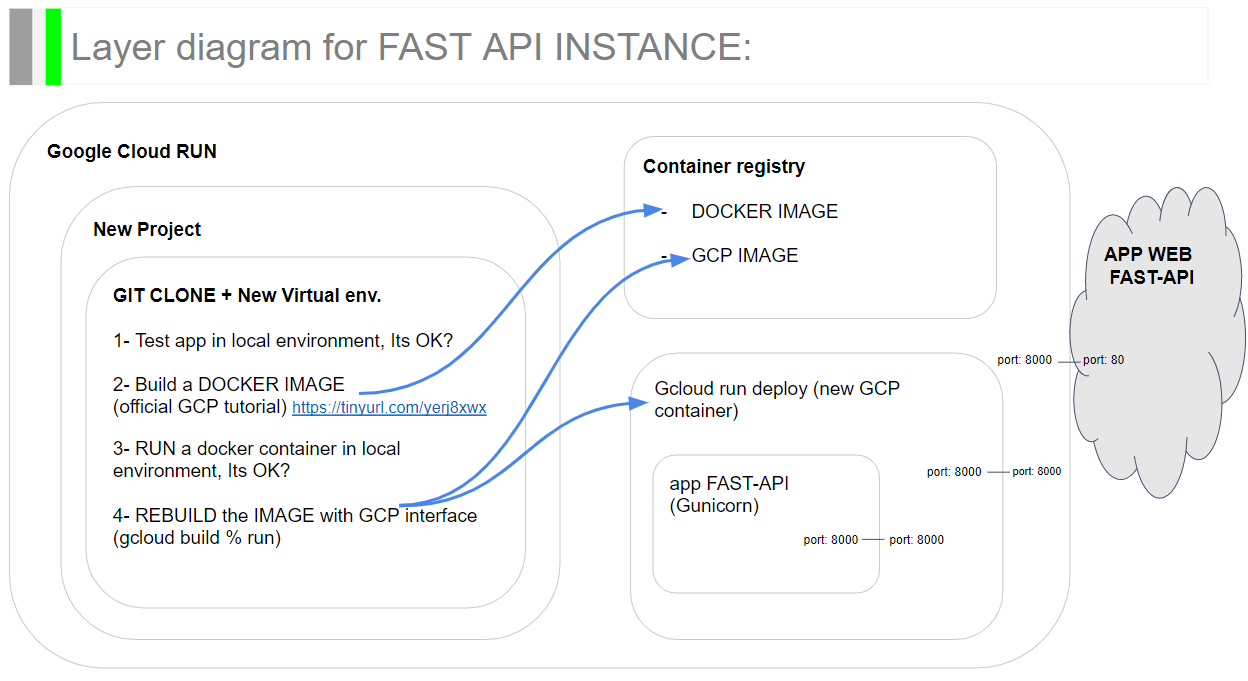 Layer diagram for FAST API INSTANCE:
Google Cloud RUN
New Project
GIT CLONE + New Virtual env.
1- Test app in local environment, Its OK?
2- Build a DOCKER IMAGE
(official GCP tutorial) https://tinyurl.com/yerj8xwx
3- RUN a docker container in local
environment, Its OK?
4- REBUILD the IMAGE with GCP interface
(gcloud build % run)
Container registry
- DOCKER IMAGE
- GCP IMAGE
Gcloud run deploy (new GCP
container)
app FAST-API
(Gunicorn)
port: 8000
port: 8000
port: 8000
port: 8000
port: 8000
port: 80
APP WEB
FAST-API